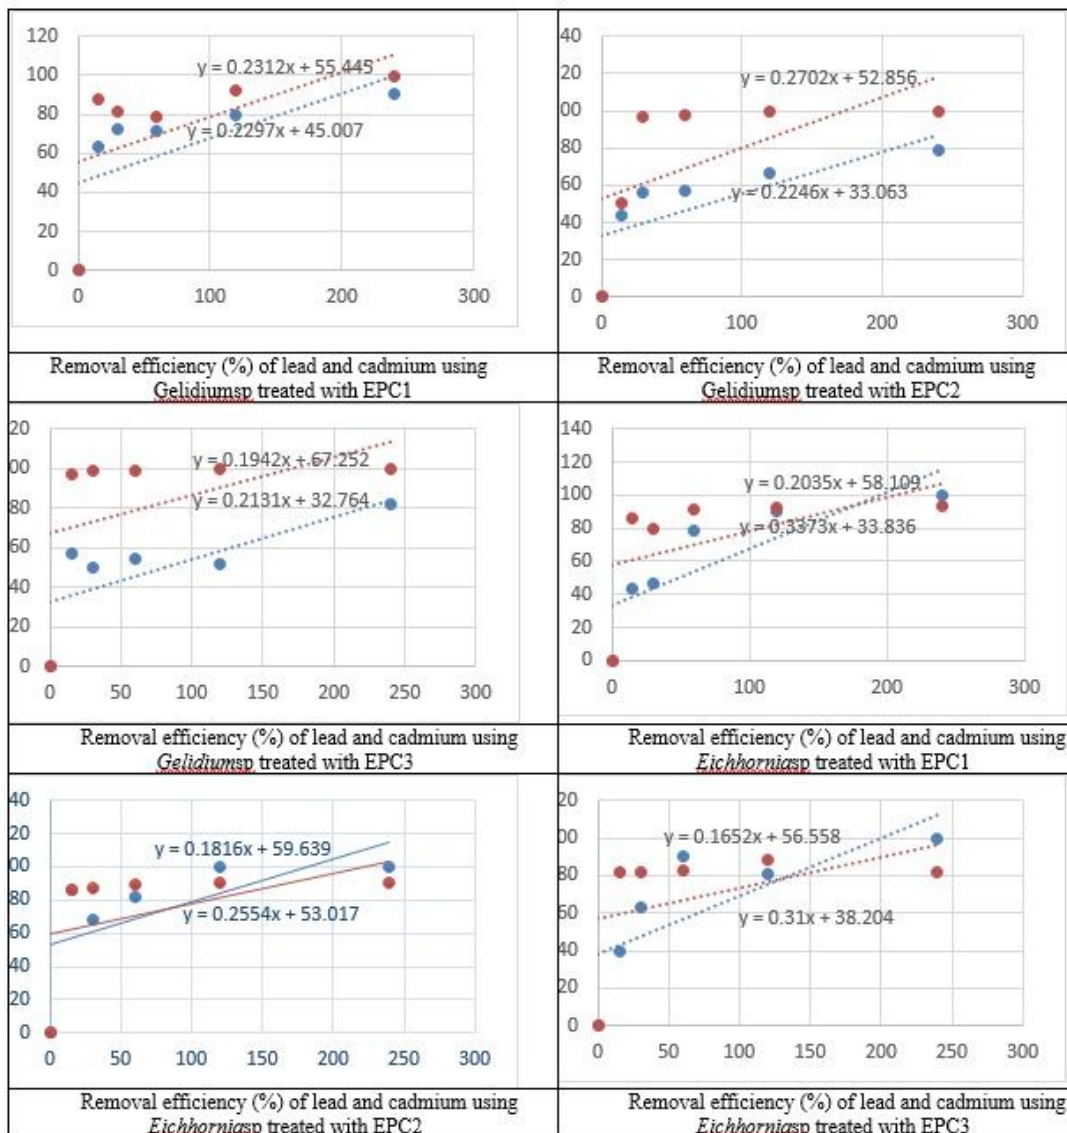 120
100
80
60
40
20
0
y = 0.2312x + 55.445
y = 0.2297x + 45.007
0 100 200 300
40
20
00
80
60
40
20
0
y = 0.2702x + 52.856
y = 0.2246x + 33.063
0 100 200 300
Removal efficiency (%) of lead and cadmium using
Gelidiumsp treated with EPC1
Removal efficiency (%) of lead and cadmium using
Gelidiumsp treated with EPC2
20
00
80
60
40
20
0
y = 0.1942x + 67.252
y = 0.2131x + 32.764
0 50 100 150 200 250 300
140
120
100
80
60
40
20
0
y = 0.2035x + 58.109
y = 0.3373x + 33.836
0 100 200 300
Removal efficiency (%) of lead and cadmium using
Gelidiumsp treated with EPC3
Removal efficiency (%) of lead and cadmium using
Eichhorniasp treated with EPC1
40
20
00
80
60
40
20
0
y = 0.1816x + 59.639
y = 0.2554x + 53.017
0 50 100 150 200 250 300
20
00
80
60
40
20
0
y = 0.1652x + 56.558
y = 0.31x + 38.204
0 50 100 150 200 250 300
Removal efficiency (%) of lead and cadmium using
Eichhorniasp treated with EPC2
Removal efficiency (%) of lead and cadmium using
Eichhorniasp treated with EPC3